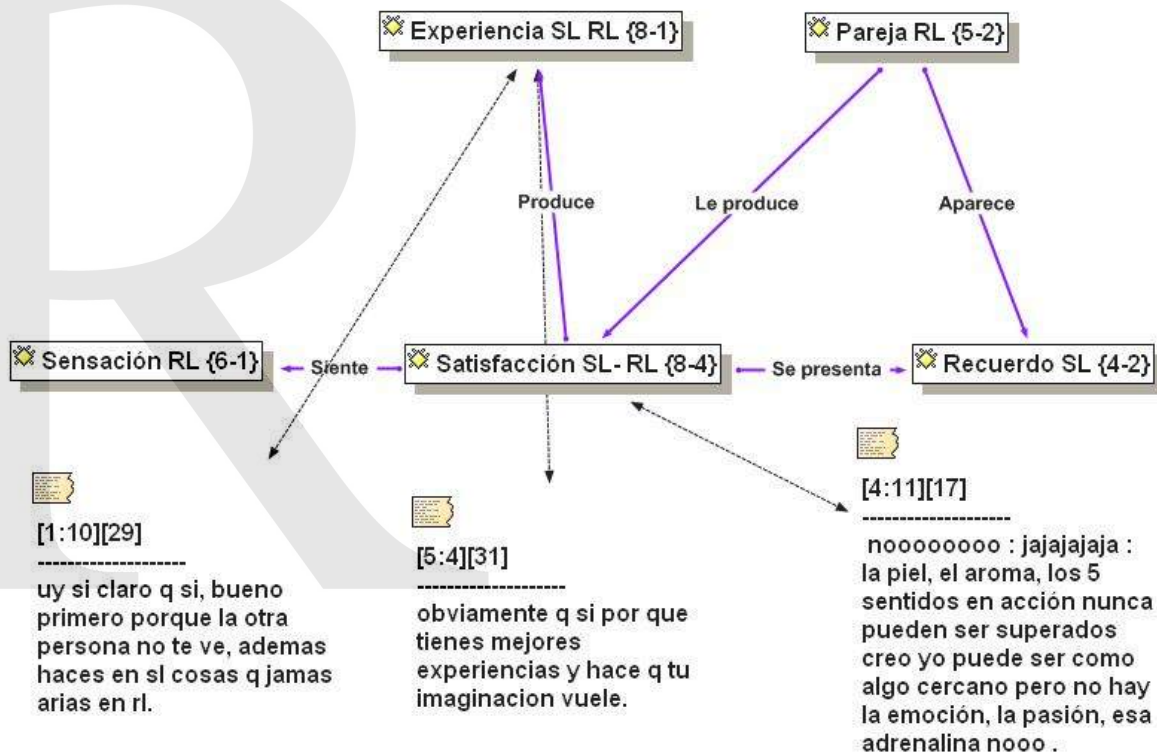 Experiencia SL RL {8-1}
Pareja RL {5-2}
Produce
Le produce
Aparece
Sensación RL {6-1}
Siente
Satisfacción SL- RL {8-4}
Se presenta
Recuerdo SL {4-2}
[1:10][29]
--------------------
uy si claro q si, bueno
primero porque la otra
persona no te ve, ademas
haces en sl cosas q jamas
arias en rl.
[5:4][31]
--------------------
obviamente q si por que
tienes mejores
experiencias y hace q tu
imaginacion vuele.
[4:11][17]
--------------------
nooooooooo : jajajajaja :
la piel, el aroma, los 5
sentidos en acción nunca
pueden ser superados
creo yo puede ser como
algo cercano pero no hay
la emoción, la pasión, esa
adrenalina nooo .